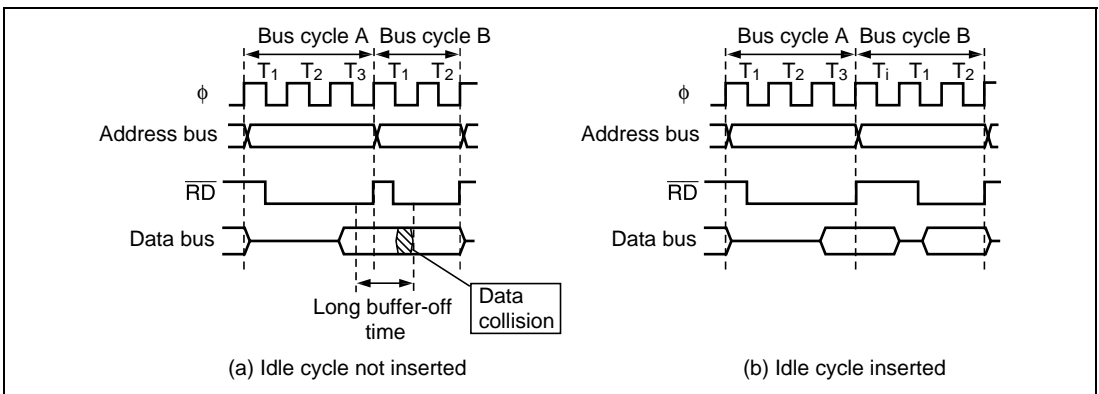 Bus cycle A Bus cycle B
T1 T2 T3 T1 T2
ϕ
Address bus
RD
Data bus
Long buffer-off
time
Data
collision
(a) Idle cycle not inserted
Bus cycle A Bus cycle B
T1 T2 T3 Ti T1 T2
ϕ
Address bus
RD
Data bus
(b) Idle cycle inserted